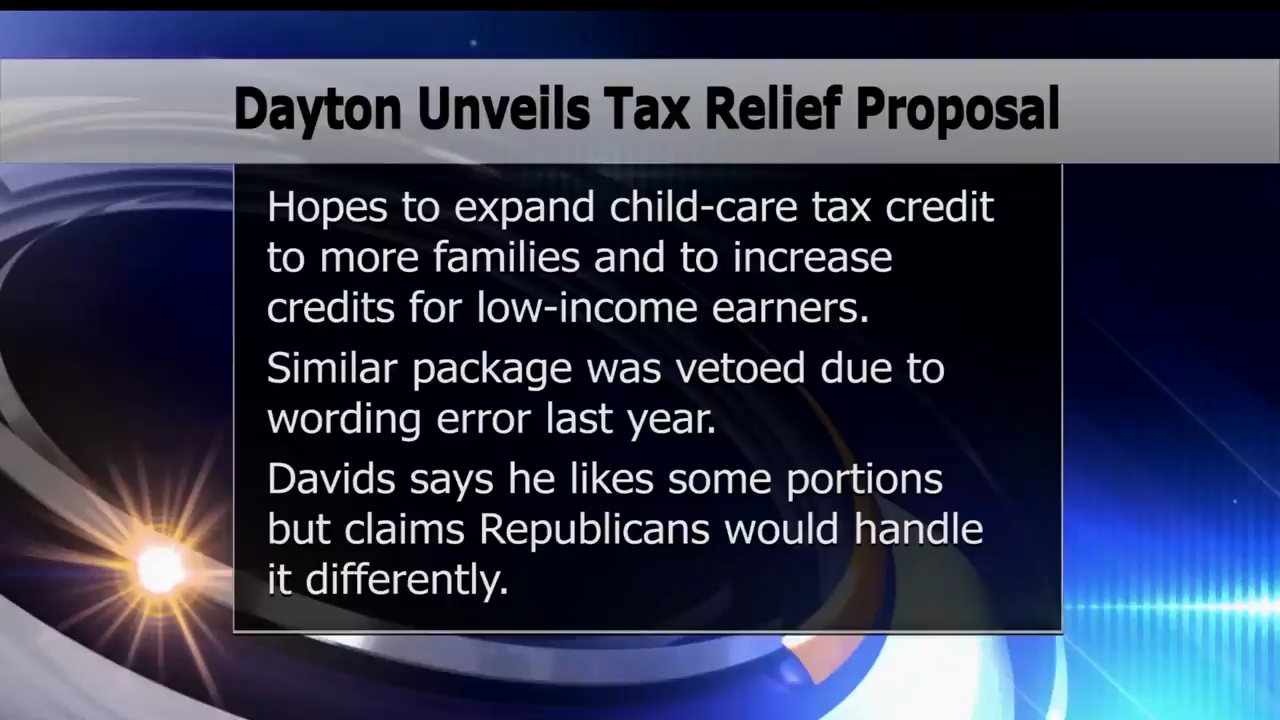 Dayton Unveils Tax Relief Proposal
Hopes to expand child-care tax credit
to more families and to increase
credits for low-income earners.
Similar package was vetoed due to
wording error last year.
Davids says he likes some portions
but claims Republicans would handle
it differently.